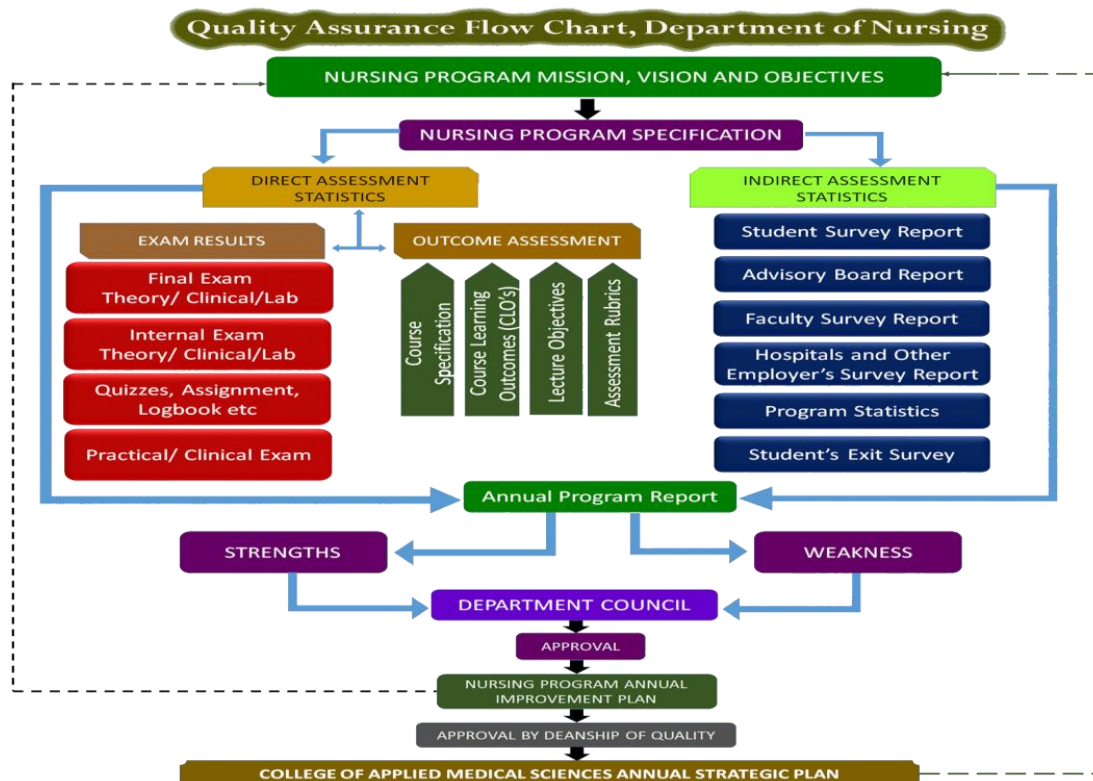 Quality Assurance Flow Chart, Department of Nursing
NURSING PROGRAM MISSION, VISION AND OBJECTIVES
NURSING PROGRAM SPECIFICATION
DIRECT ASSESSMENT
STATISTICS
EXAM RESULTS
Final Exam
Theory/ Clinical/Lab
Internal Exam
Theory/ Clinical/Lab
Quizzes, Assignment,
Logbook etc
Practical/ Clinical Exam
OUTCOME ASSESSMENT
Course
Specification
Course Learning
Outcomes (CLO's)
Lecture Objectives
Assessment Rubrics
INDIRECT ASSESSMENT
STATISTICS
Student Survey Report
Advisory Board Report
Faculty Survey Report
Hospitals and Other
Employer's Survey Report
Program Statistics
Student's Exit Survey
Annual Program Report
STRENGTHS
WEAKNESS
DEPARTMENT COUNCIL
APPROVAL
NURSING PROGRAM ANNUAL
IMPROVEMENT PLAN
APPROVAL BY DEANSHIP OF QUALITY
COLLEGE OF APPLIED MEDICAL SCIENCES ANNUAL STRATEGIC PLAN